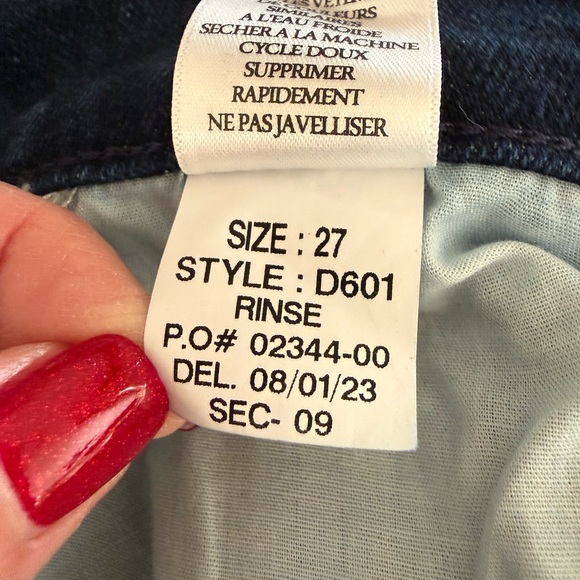 SIMILAIRES
A L'EAU FROIDE
SECHER A LA MACHINE
CYCLE DOUX
SUPPRIMER
RAPIDEMENT
NE PAS JAVELLISER
SIZE : 27
STYLE : D601
RINSE
P.O# 02344-00
DEL. 08/01/23
SEC- 09